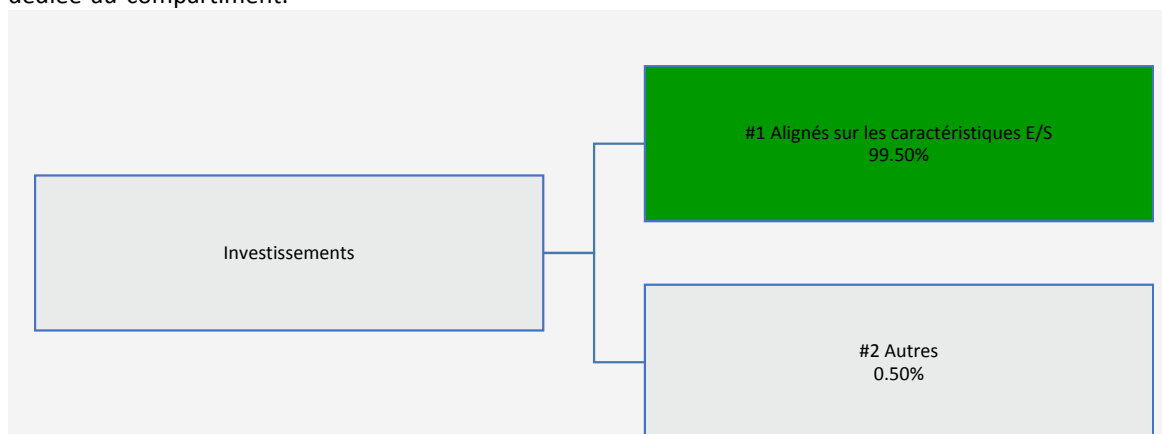 dédiée au compartiment.
#1 Alignés sur les caractéristiques E/S
99.50%
Investissements
#2 Autres
0.50%